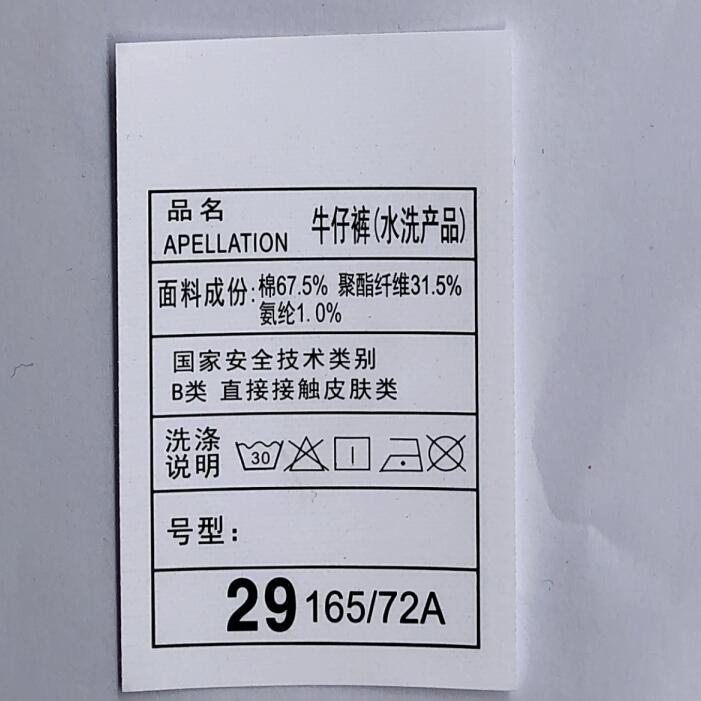 品名
APELLATION
牛仔裤(水洗产品)
面料成份:棉67.5% 聚酯纤维31.5%
氨纶1.0%
国家安全技术类别
B类 直接接触皮肤类
洗涤
说明
30
号型：
29 165/72A